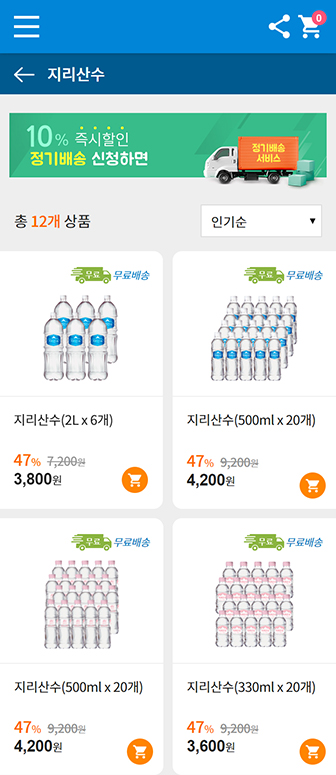 0
지리산수
10% 즉시할인
정기배송 신청하면
정기배송
서비스
총 12개 상품
인기순 ▼
무료 무료배송
무료 무료배송
지리산수(2L x 6개)
지리산수(500ml x 20개)
47% 7,200원
3,800원
47% 9,200원
4,200원
무료 무료배송
무료 무료배송
지리산수(500ml x 20개)
지리산수(330ml x 20개)
47% 9,200원
4,200원
47% 9,200원
3,600원